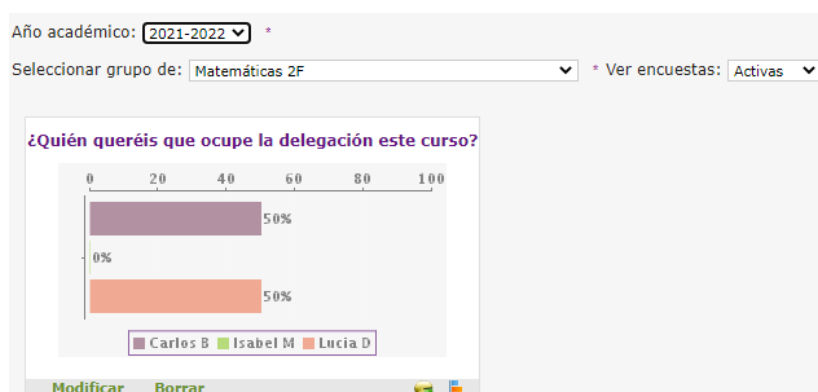 Año académico: 2021-2022 *
Seleccionar grupo de: Matemáticas 2F * Ver encuestas: Activas
¿Quién queréis que ocupe la delegación este curso?
0 20 40 60 80 100
50%
0%
50%
Carlos B Isabel M Lucia D
Modificar Borrar